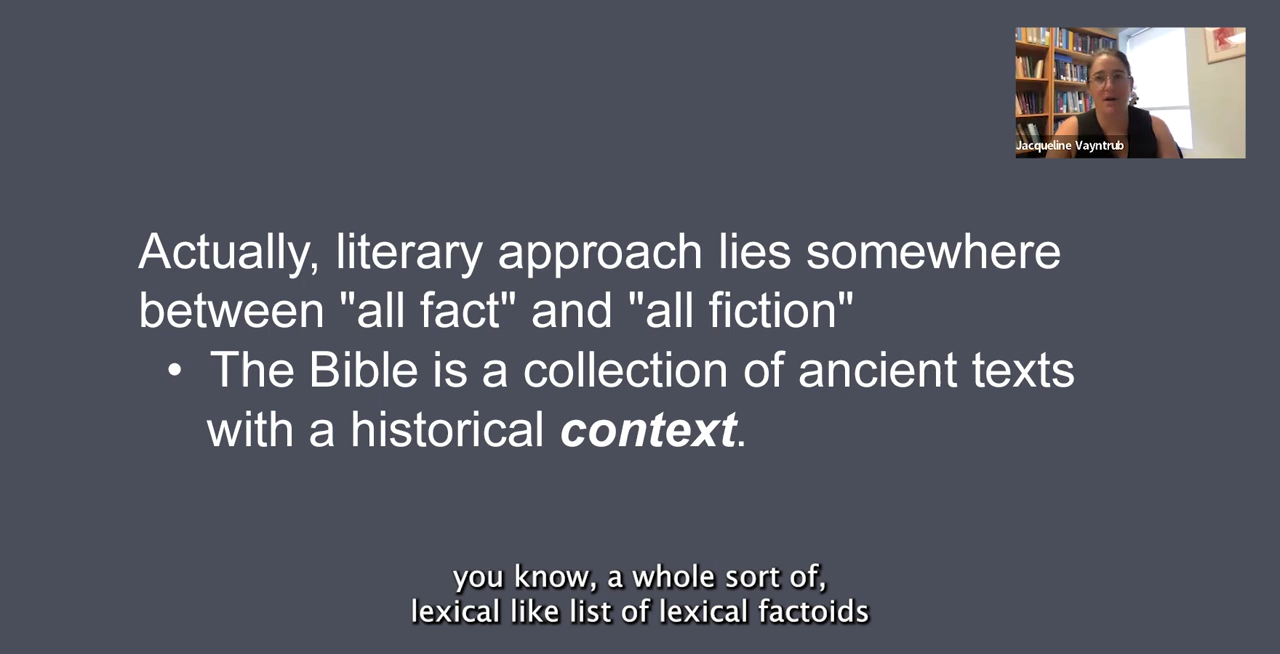 Jacqueline Vayntrub
Actually, literary approach lies somewhere
between "all fact" and "all fiction"
• The Bible is a collection of ancient texts
with a historical context.
you know, a whole sort of,
lexical like list of lexical factoids